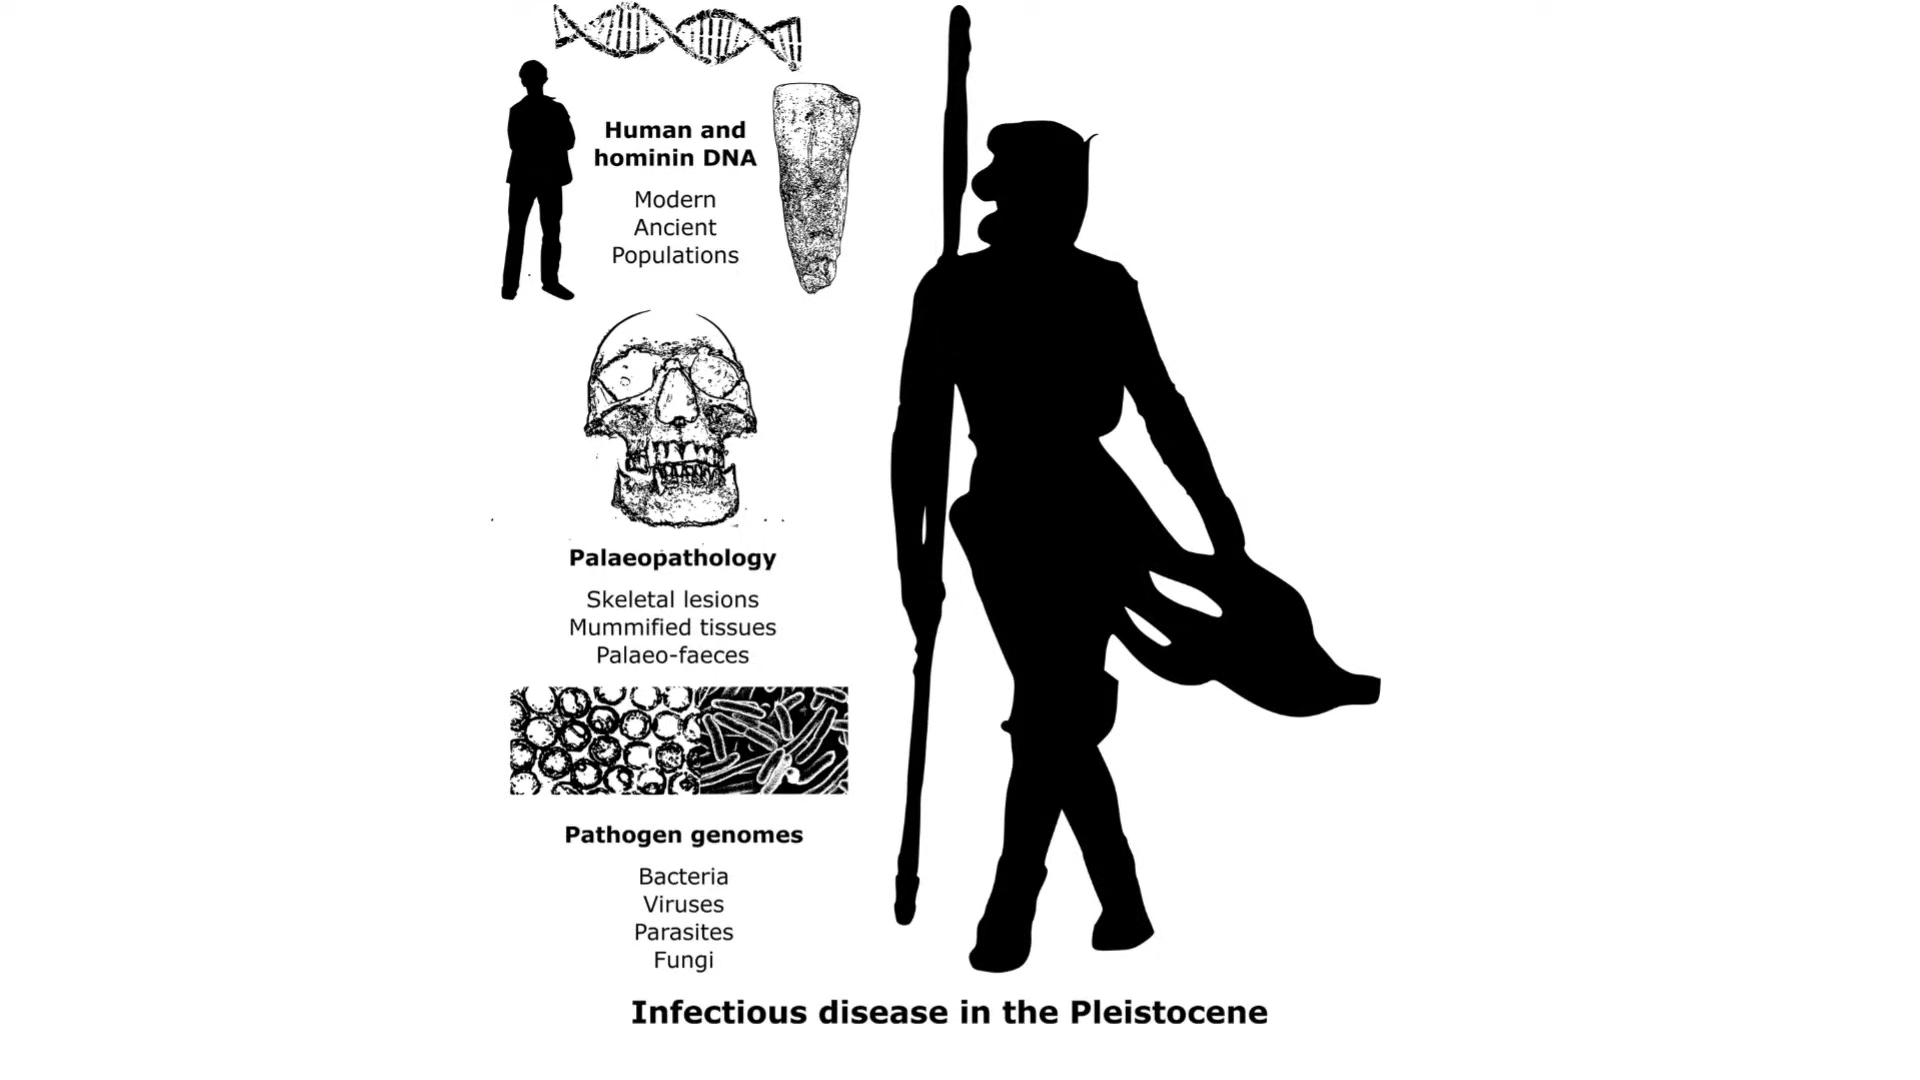 Human and
hominin DNA
Modern
Ancient
Populations
Palaeopathology
Skeletal lesions
Mummified tissues
Palaeo-faeces
Pathogen genomes
Bacteria
Viruses
Parasites
Fungi
Infectious disease in the Pleistocene